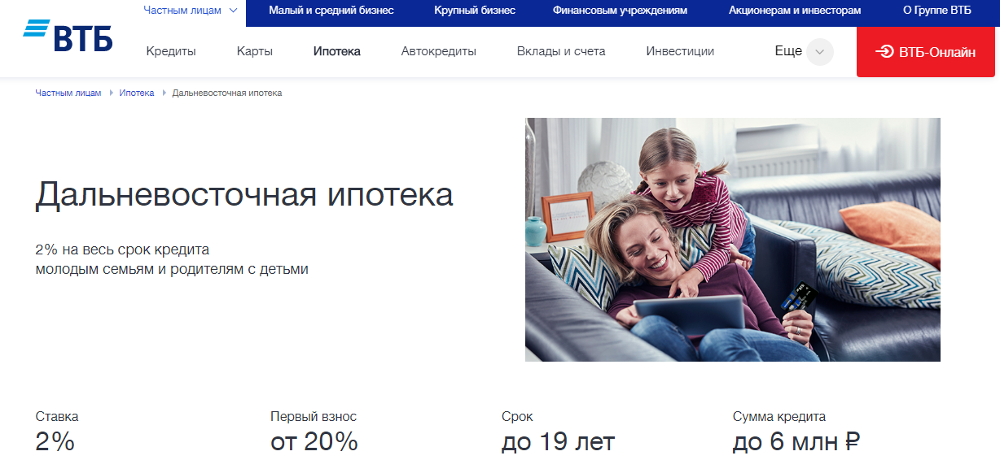 Частным лицам
Малый и средний бизнес
Крупный бизнес
Финансовым учреждениям
Акционерам и инвесторам
О Группе ВТБ
ВТБ
Кредиты
Карты
Ипотека
Автокредиты
Вклады и счета
Инвестиции
Еще
ВТБ-Онлайн
Частным лицам
Ипотека
Дальневосточная ипотека
Дальневосточная ипотека
2% на весь срок кредита
молодым семьям и родителям с детьми
Ставка
2%
Первый взнос
от 20%
Срок
до 19 лет
Сумма кредита
до 6 млн ₽